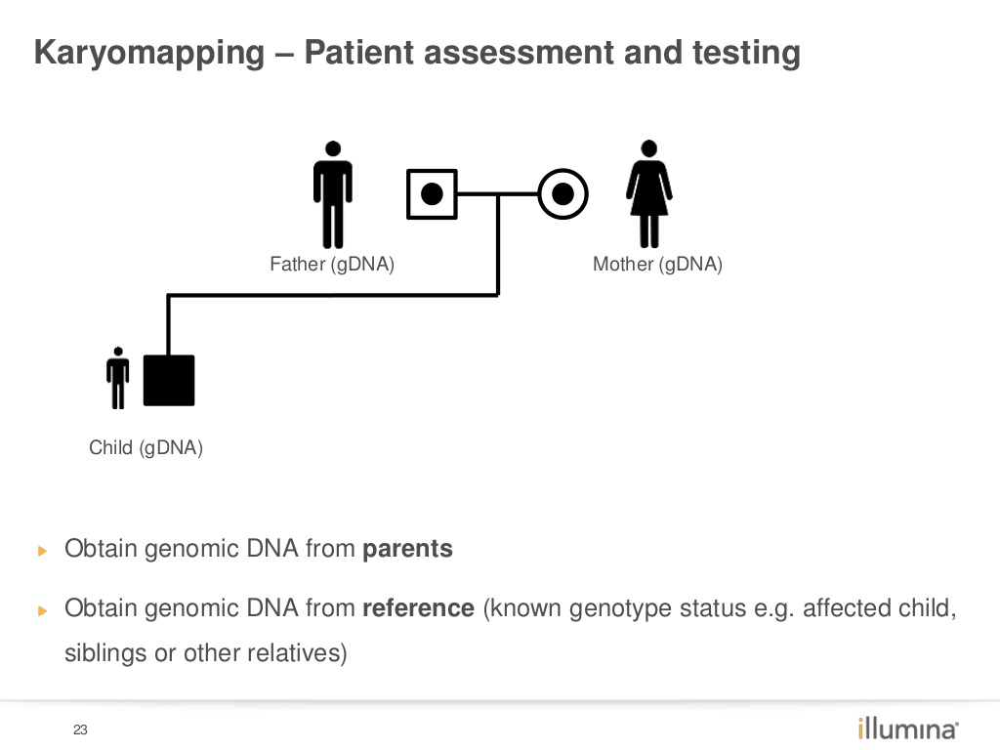 Karyomapping – Patient assessment and testing
Father (gDNA)
Mother (gDNA)
Child (gDNA)
Obtain genomic DNA from parents
Obtain genomic DNA from reference (known genotype status e.g. affected child,
siblings or other relatives)
23
illumina®